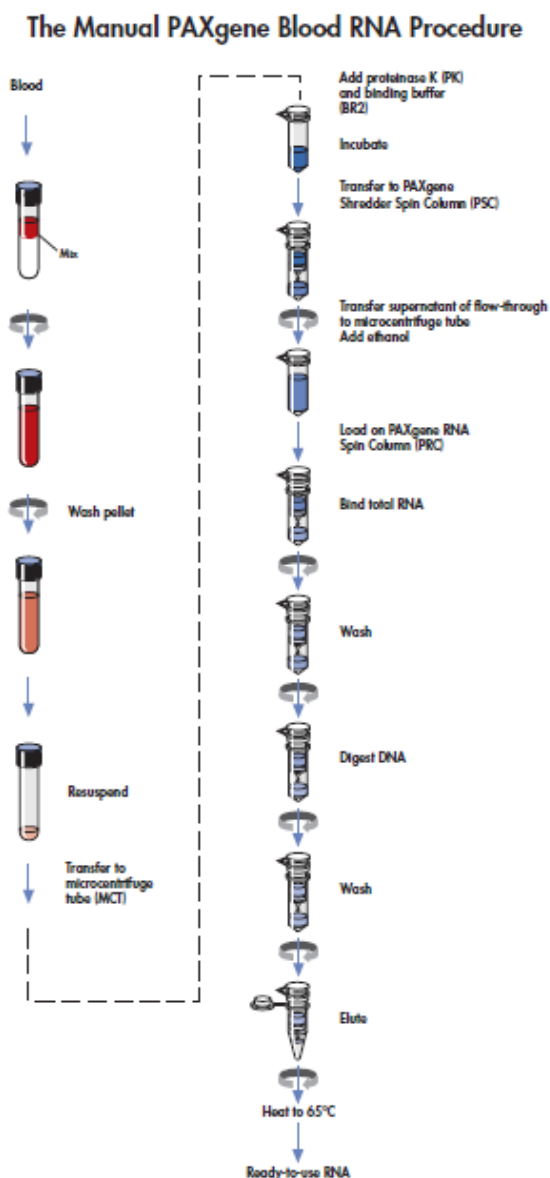 The Manual PAXgene Blood RNA Procedure
Blood
Mix
Wash pellet
Resuspend
Transfer to
microcentrifuge
tube (MCT)
Add proteinase K (PK)
and binding buffer
(BR2)
Incubate
Transfer to PAXgene
Shredder Spin Column (PSC)
Transfer supernatant of flow-through
to microcentrifuge tube
Add ethanol
Load on PAXgene RNA
Spin Column (PRC)
Bind total RNA
Wash
Digest DNA
Wash
Elute
Heat to 65°C
Ready-to-use RNA